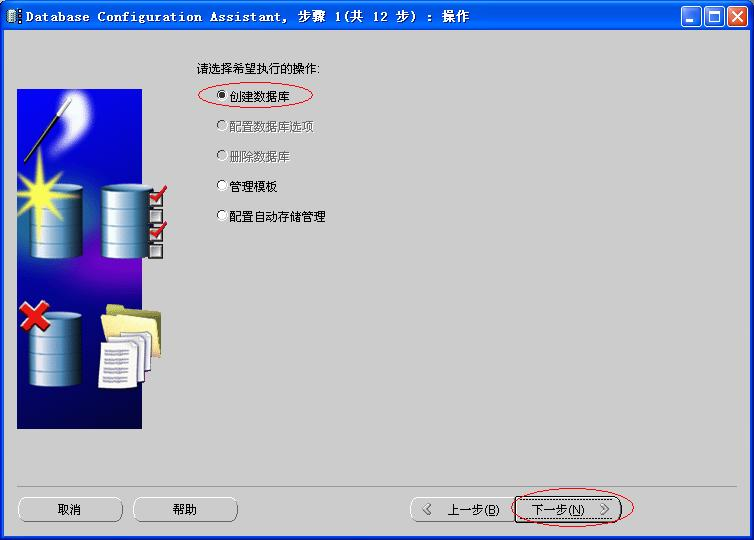 Database Configuration Assistant, 步骤 1(共 12 步) : 操作
请选择希望执行的操作:
创建数据库
配置数据库选项
删除数据库
管理模板
配置自动存储管理
取消
帮助
上一步(B)
下一步(N)